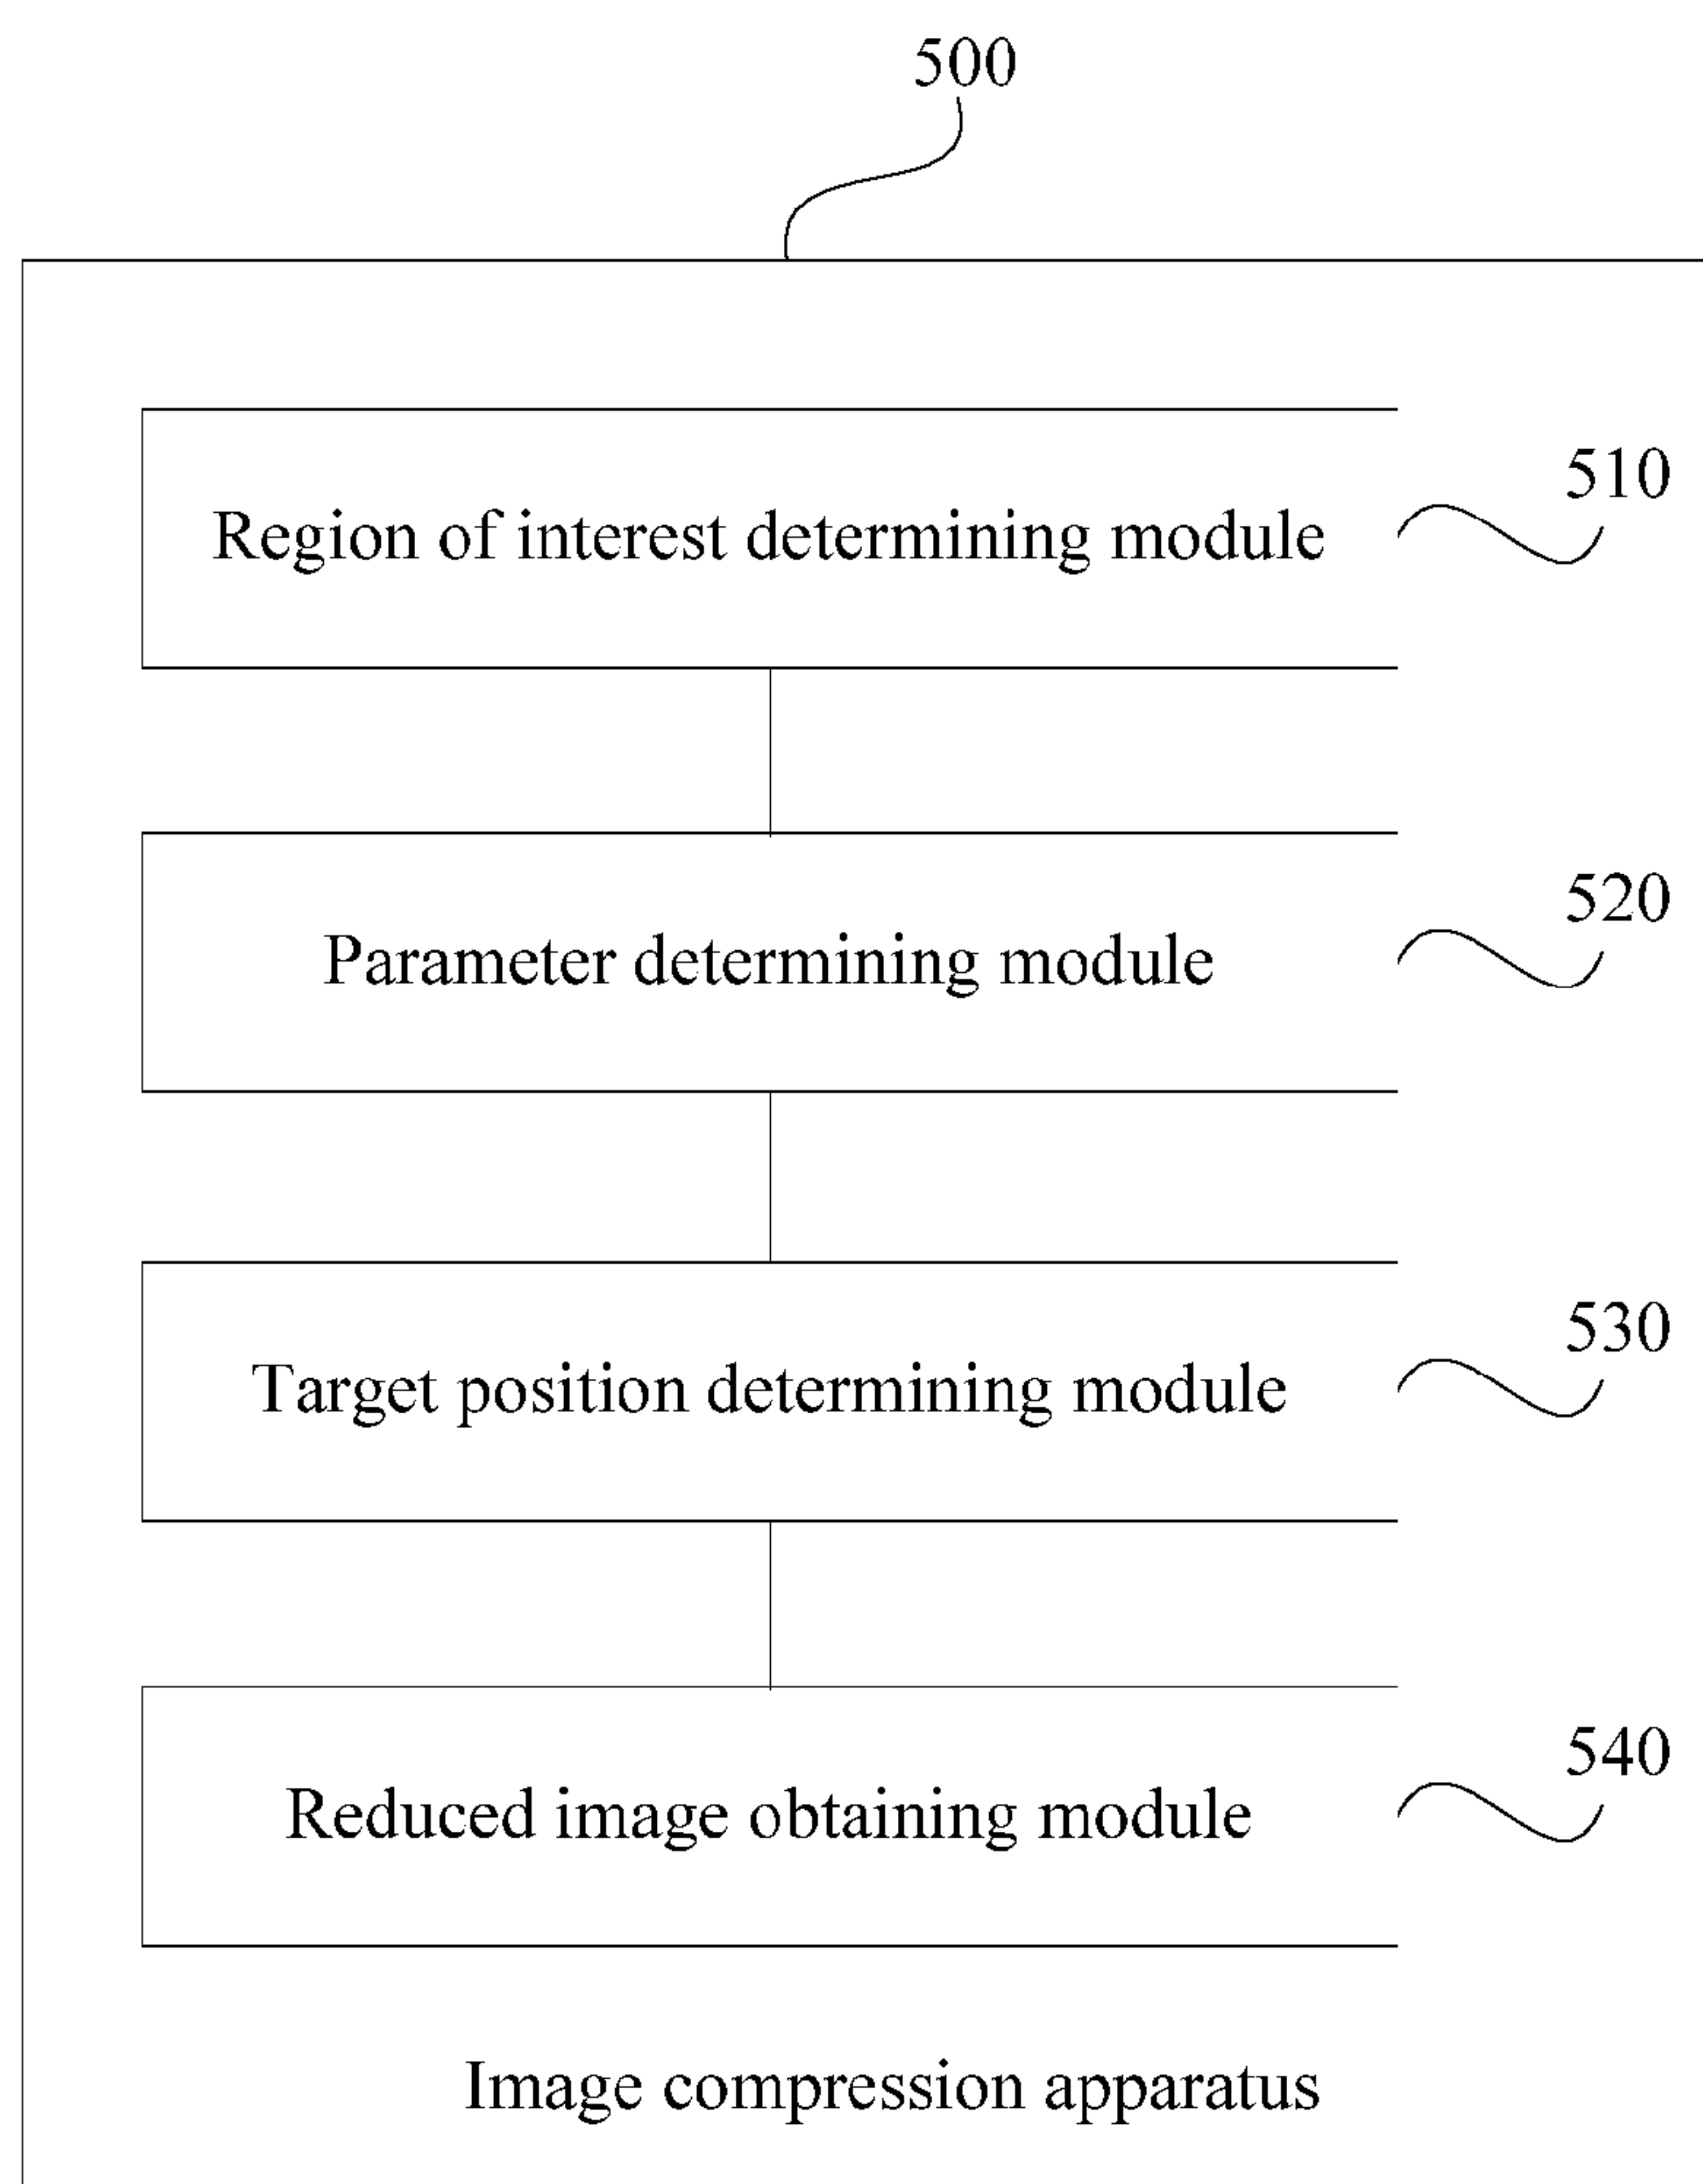 500
510
Region of interest determining module
520
Parameter determining module
530
Target position determining module
540
Reduced image obtaining module
Image compression apparatus